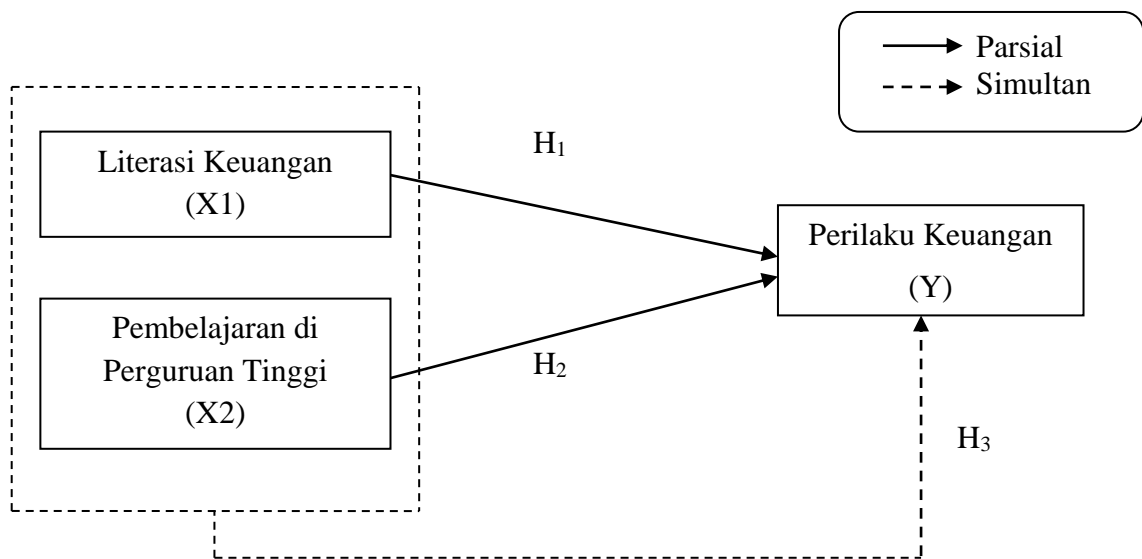 Parsial
Simultan
H₁
Literasi Keuangan
(X1)
Perilaku Keuangan
(Y)
Pembelajaran di
Perguruan Tinggi
(X2)
H₂
H₃